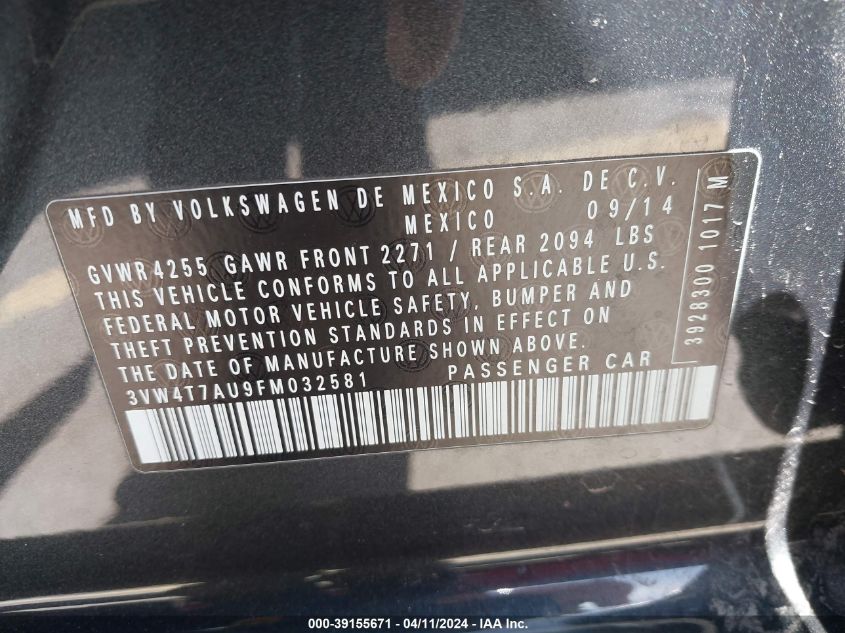 MFD BY VOLKSWAGEN DE MEXICO S.A. DE C.V.
MEXICO 09/14
GVWR 4255 GAWR FRONT 2271 / REAR 2094 LBS
THIS VEHICLE CONFORMS TO ALL APPLICABLE U.S.
FEDERAL MOTOR VEHICLE SAFETY, BUMPER AND
THEFT PREVENTION STANDARDS IN EFFECT ON
THE DATE OF MANUFACTURE SHOWN ABOVE.
3VW4T7AU9FM032581 PASSENGER CAR
3928300 1017 M
000-39155671 - 04/11/2024 - IAA Inc.